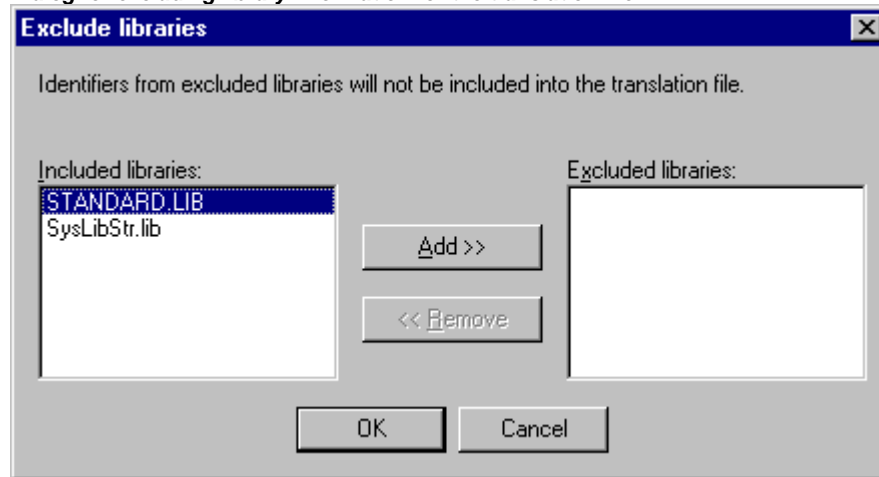 Exclude libraries
Identifiers from excluded libraries will not be included into the translation file.
Included libraries:
Excluded libraries:
STANDARD.LIB
SysLibStr.lib
Add >>
<< Remove
OK
Cancel